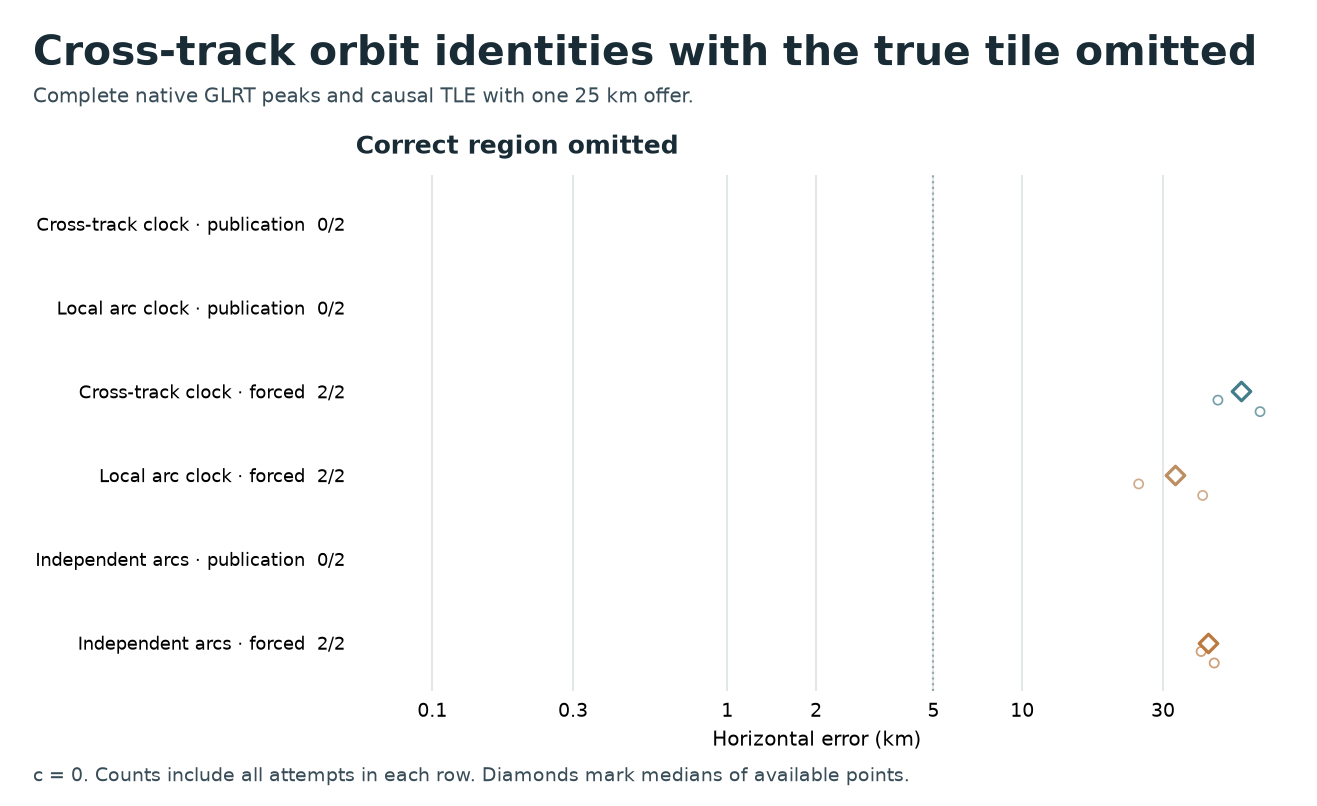 Cross-track orbit identities with the true tile omitted
Complete native GLRT peaks and causal TLE with one 25 km offer.
Correct region omitted
Cross-track clock · publication 0/2
Local arc clock · publication 0/2
Cross-track clock · forced 2/2
Local arc clock · forced 2/2
Independent arcs · publication 0/2
Independent arcs · forced 2/2
0.1 0.3 1 2 5 10 30
Horizontal error (km)
c = 0. Counts include all attempts in each row. Diamonds mark medians of available points.